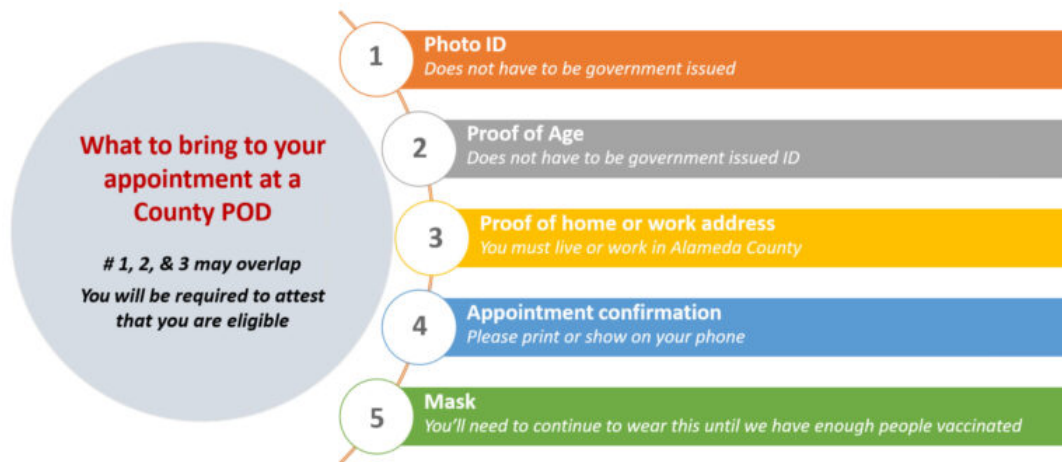 What to bring to your
appointment at a
County POD
# 1, 2, & 3 may overlap
You will be required to attest
that you are eligible
1
Photo ID
Does not have to be government issued
2
Proof of Age
Does not have to be government issued ID
3
Proof of home or work address
You must live or work in Alameda County
4
Appointment confirmation
Please print or show on your phone
5
Mask
You'll need to continue to wear this until we have enough people vaccinated